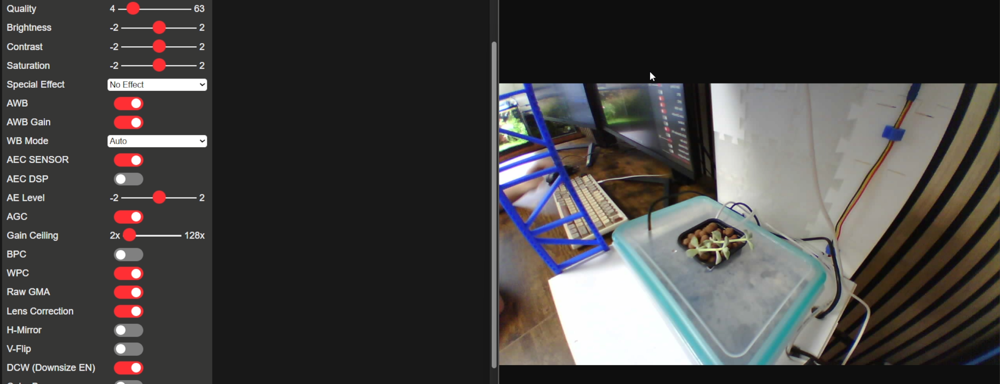 Quality 4 63
Brightness -2 2
Contrast -2 2
Saturation -2 2
Special Effect No Effect
AWB
AWB Gain
WB Mode Auto
AEC SENSOR
AEC DSP
AE Level -2 2
AGC
Gain Ceiling 2x 128x
BPC
WPC
Raw GMA
Lens Correction
H-Mirror
V-Flip
DCW (Downsize EN)